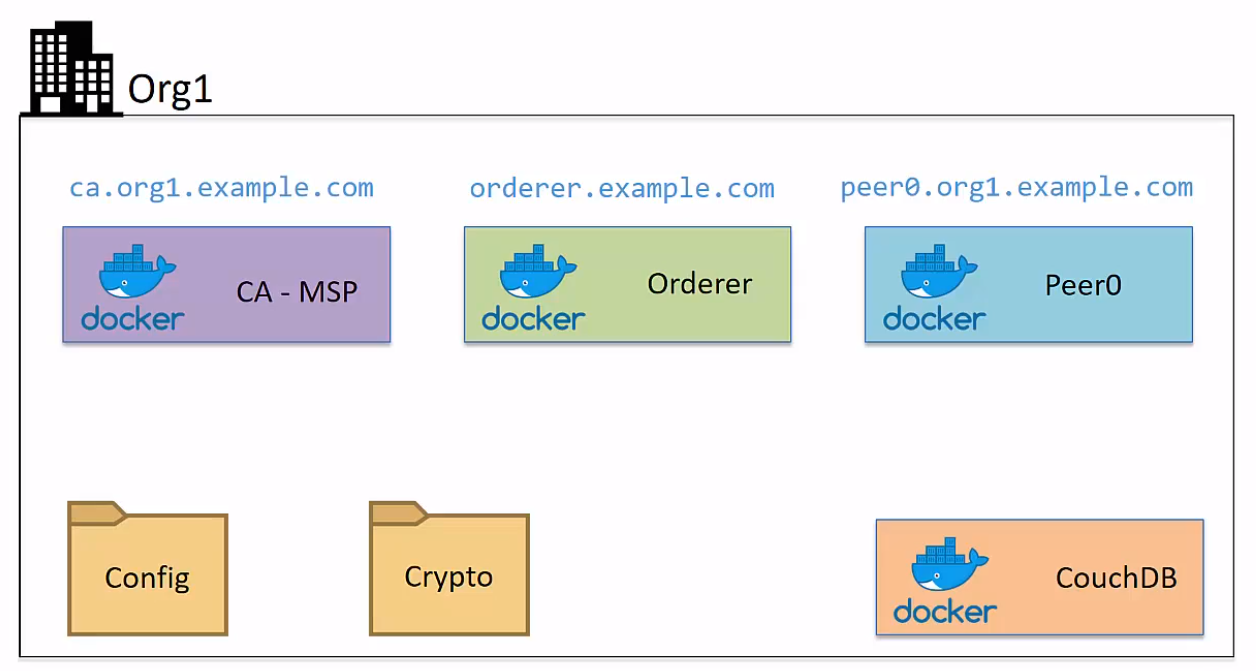 Org1
ca.org1.example.com
orderer.example.com
peer0.org1.example.com
docker
CA - MSP
docker
Orderer
docker
Peer0
Config
Crypto
docker
CouchDB